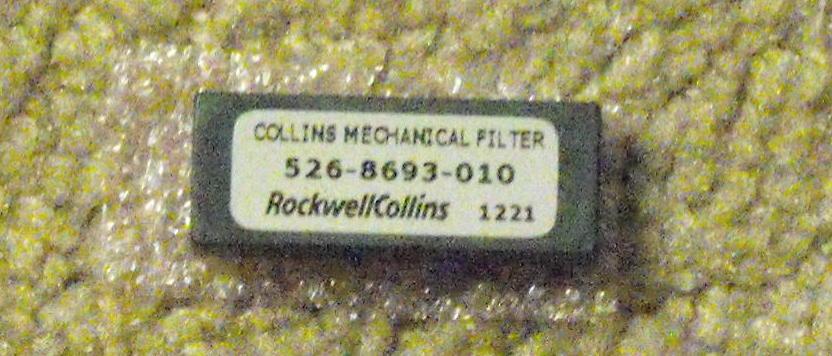 COLLINS MECHANICAL FILTER
526-8693-010
RockwellCollins 1221